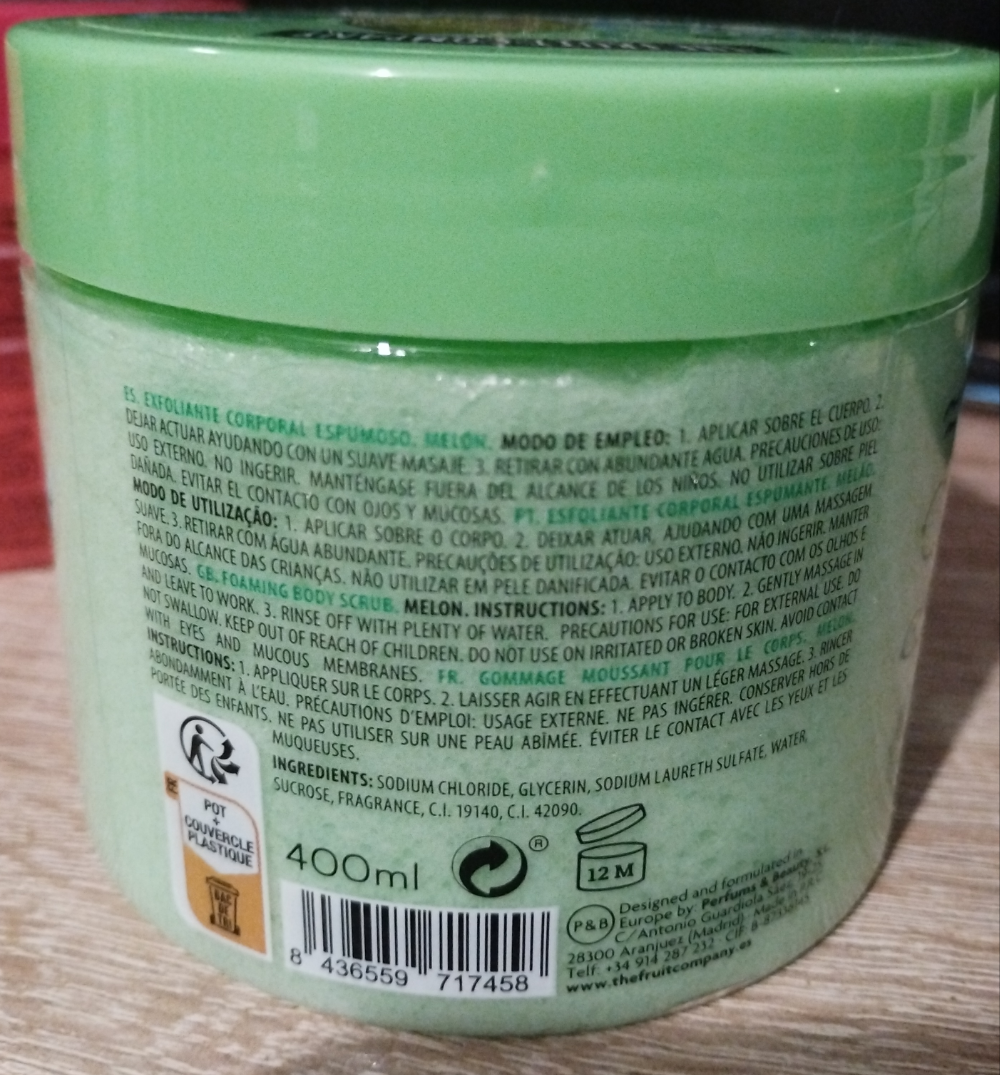 ES. EXFOLIANTE CORPORAL ESPUMOSO. MELÓN. MODO DE EMPLEO: 1. APLICAR SOBRE EL CUERPO. 2.
DEJAR ACTUAR AYUDANDO CON UN SUAVE MASAJE. 3. RETIRAR CON ABUNDANTE AGUA. PRECAUCIONES DE USO:
USO EXTERNO. NO INGERIR. MANTÉNGASE FUERA DEL ALCANCE DE LOS NIÑOS. NO UTILIZAR SOBRE PIEL
DAÑADA. EVITAR EL CONTACTO CON OJOS Y MUCOSAS. PT. ESFOLIANTE CORPORAL ESPUMANTE. MELÃO.
MODO DE UTILIZAÇÃO: 1. APLICAR SOBRE O CORPO. 2. DEIXAR ATUAR, AJUDANDO COM UMA MASSAGEM
SUAVE. 3. RETIRAR COM ÁGUA ABUNDANTE. PRECAUÇÕES DE UTILIZAÇÃO: USO EXTERNO. NÃO INGERIR. MANTER
FORA DO ALCANCE DAS CRIANÇAS. NÃO UTILIZAR EM PELE DANIFICADA. EVITAR O CONTACTO COM OS OLHOS E
MUCOSAS. GB. FOAMING BODY SCRUB. MELON. INSTRUCTIONS: 1. APPLY TO BODY. 2. GENTLY MASSAGE IN
AND LEAVE TO WORK. 3. RINSE OFF WITH PLENTY OF WATER. PRECAUTIONS FOR USE: FOR EXTERNAL USE. DO
NOT SWALLOW. KEEP OUT OF REACH OF CHILDREN. DO NOT USE ON IRRITATED OR BROKEN SKIN. AVOID CONTACT
WITH EYES AND MUCOUS MEMBRANES. FR. GOMMAGE MOUSSANT POUR LE CORPS. MELON.
INSTRUCTIONS: 1. APPLIQUER SUR LE CORPS. 2. LAISSER AGIR EN EFFECTUANT UN LÉGER MASSAGE. 3. RINCER
ABONDAMMENT À L'EAU. PRÉCAUTIONS D'EMPLOI: USAGE EXTERNE. NE PAS INGÉRER. CONSERVER HORS DE
PORTÉE DES ENFANTS. NE PAS UTILISER SUR UNE PEAU ABÎMÉE. ÉVITER LE CONTACT AVEC LES YEUX ET LES
MUQUEUSES.
INGREDIENTS: SODIUM CHLORIDE, GLYCERIN, SODIUM LAURETH SULFATE, WATER,
SUCROSE, FRAGRANCE, C.I. 19140, C.I. 42090.
FR
POT
+
COUVERCLE
PLASTIQUE
BAC
DE
TRI
400ml
®
12 M
P&B
Designed and formulated in
Europe by: Perfums & Beauty
C/Antonio Guardiola Sáez
28300 Aranjuez (Madrid)
Telf: +34 914 287 232
www.thefruitcompany.es
8 436559 717458